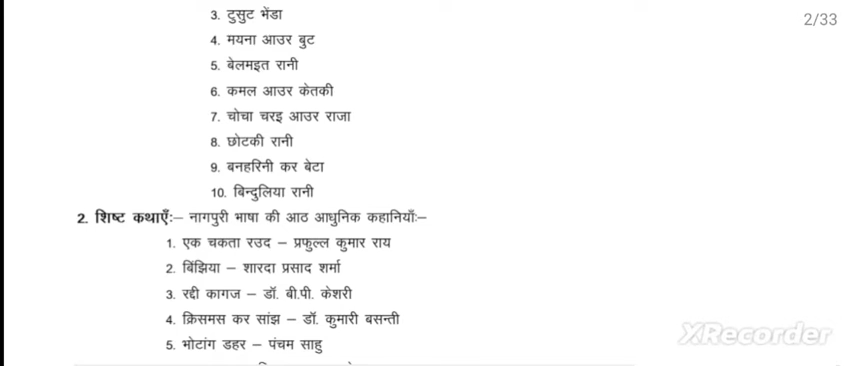 3. टुसुट भेंडा
2/33
4. मयना आउर बुट
5. बेलमइत रानी
6. कमल आउर केतकी
7. चोचा चरइ आउर राजा
8. छोटकी रानी
9. बनहरिनी कर बेटा
10. बिन्दुलिया रानी
2. शिष्ट कथाएँ:– नागपुरी भाषा की आठ आधुनिक कहानियाँ:–
1. एक चकता रउद – प्रफुल्ल कुमार राय
2. बिंझिया – शारदा प्रसाद शर्मा
3. रद्दी कागज – डॉ. बी.पी. केशरी
4. क्रिसमस कर सांझ – डॉ. कुमारी बसन्ती
5. भोटांग डहर – पंचम साहु
XRecorder